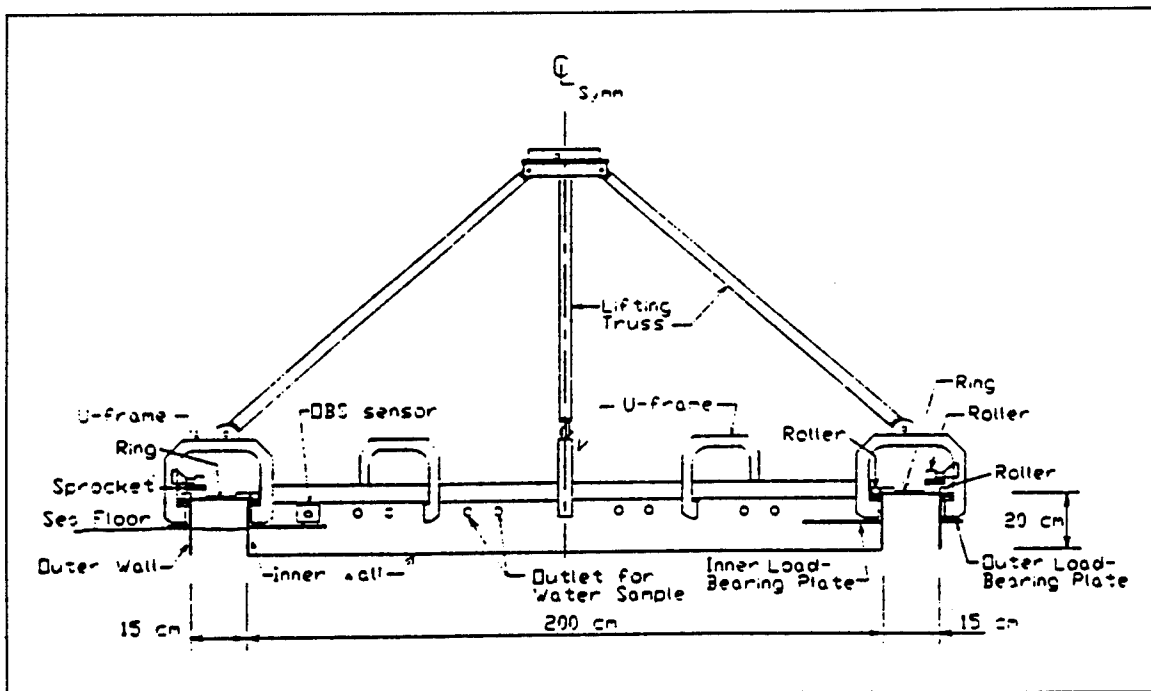 ℄
Symm
Lifting
Truss
Ring
U-frame
OBS sensor
U-frame
Roller
Ring
Roller
Sprocket
Roller
Sea Floor
20 cm
Outer Wall
Inner wall
Outlet for
Water Sample
Inner Load-
Bearing Plate
Outer Load-
Bearing Plate
15 cm
200 cm
15 cm